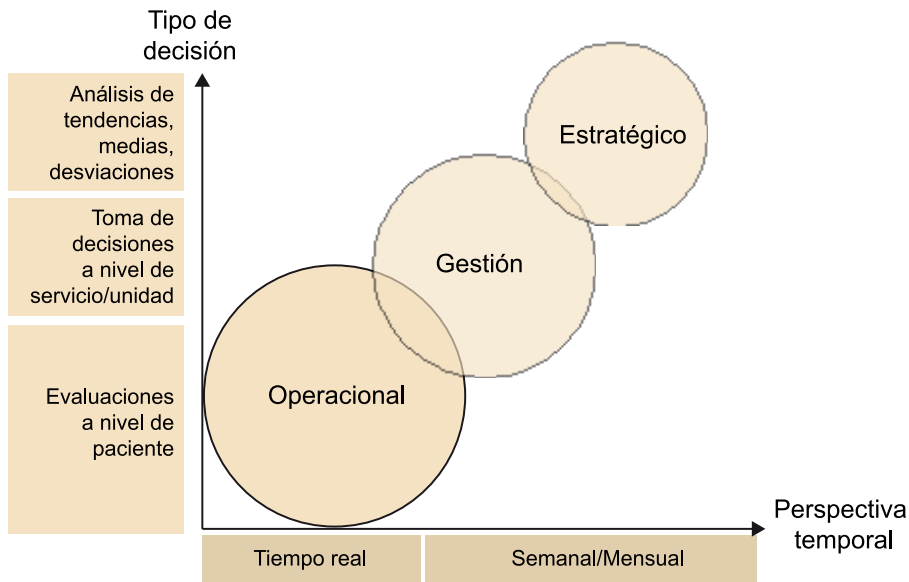 Tipo de
decisión
Análisis de
tendencias,
medias,
desviaciones
Estratégico
Toma de
decisiones
a nivel de
servicio/unidad
Gestión
Evaluaciones
a nivel de
paciente
Operacional
Perspectiva
temporal
Tiempo real
Semanal/Mensual